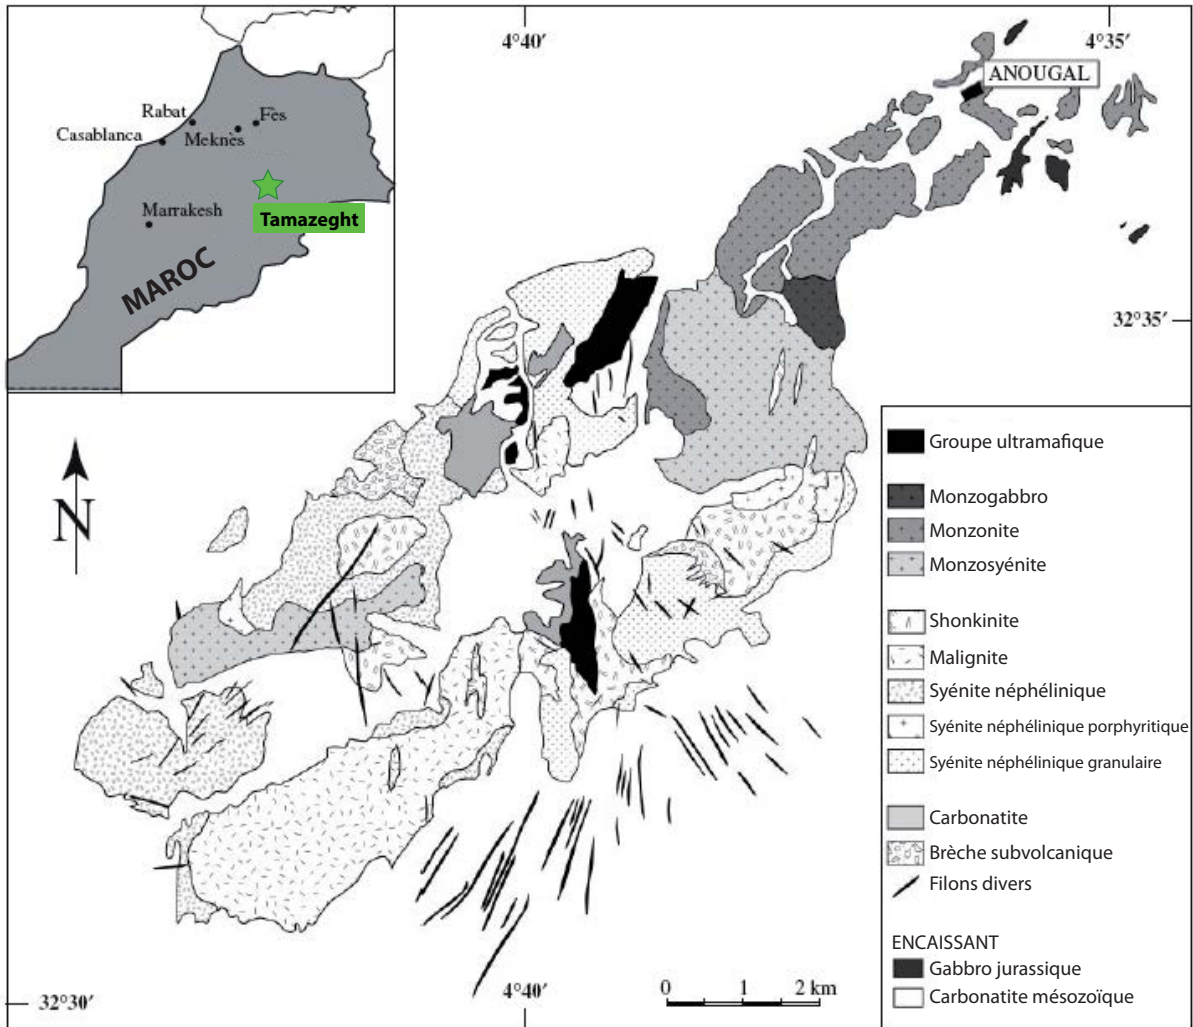 4°40′
4°35′
ANOUGAL
Rabat
Fès
Casablanca
Meknès
Marrakesh
Tamazeght
MAROC
32°35′
N
Groupe ultramafique
Monzogabbro
Monzonite
Monzosyénite
Shonkinite
Malignite
Syénite néphélinique
Syénite néphélinique porphyritique
Syénite néphélinique granulaire
Carbonatite
Brèche subvolcanique
Filons divers
ENCAISSANT
Gabbro jurassique
Carbonatite mésozoïque
32°30′
4°40′
0 1 2 km